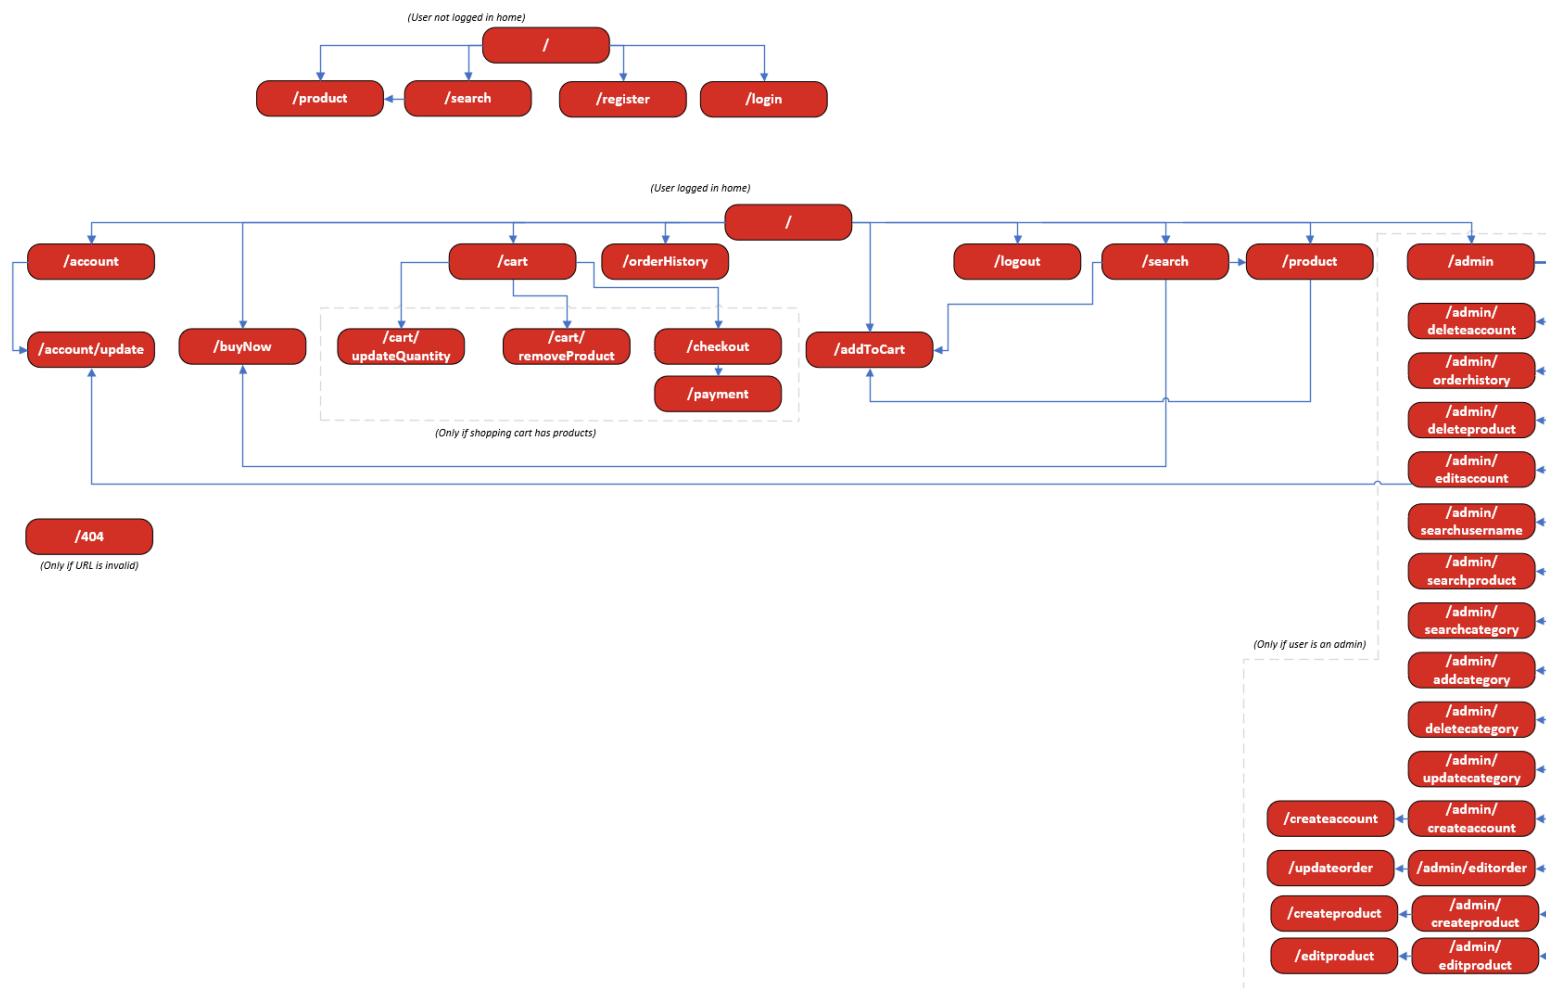 (User not logged in home)
/
/product
/search
/register
/login
(User logged in home)
/
/account
/cart
/orderHistory
/logout
/search
/product
/admin
/account/update
/buyNow
/cart/
updateQuantity
/cart/
removeProduct
/checkout
/addToCart
/payment
(Only if shopping cart has products)
/admin/
deleteaccount
/admin/
orderhistory
/admin/
deleteproduct
/admin/
editaccount
/404
(Only if URL is invalid)
/admin/
searchusername
/admin/
searchproduct
/admin/
searchcategory
(Only if user is an admin)
/admin/
addcategory
/admin/
deletecategory
/admin/
updatecategory
/createaccount
/admin/
createaccount
/updateorder
/admin/editorder
/createproduct
/admin/
createproduct
/editproduct
/admin/
editproduct